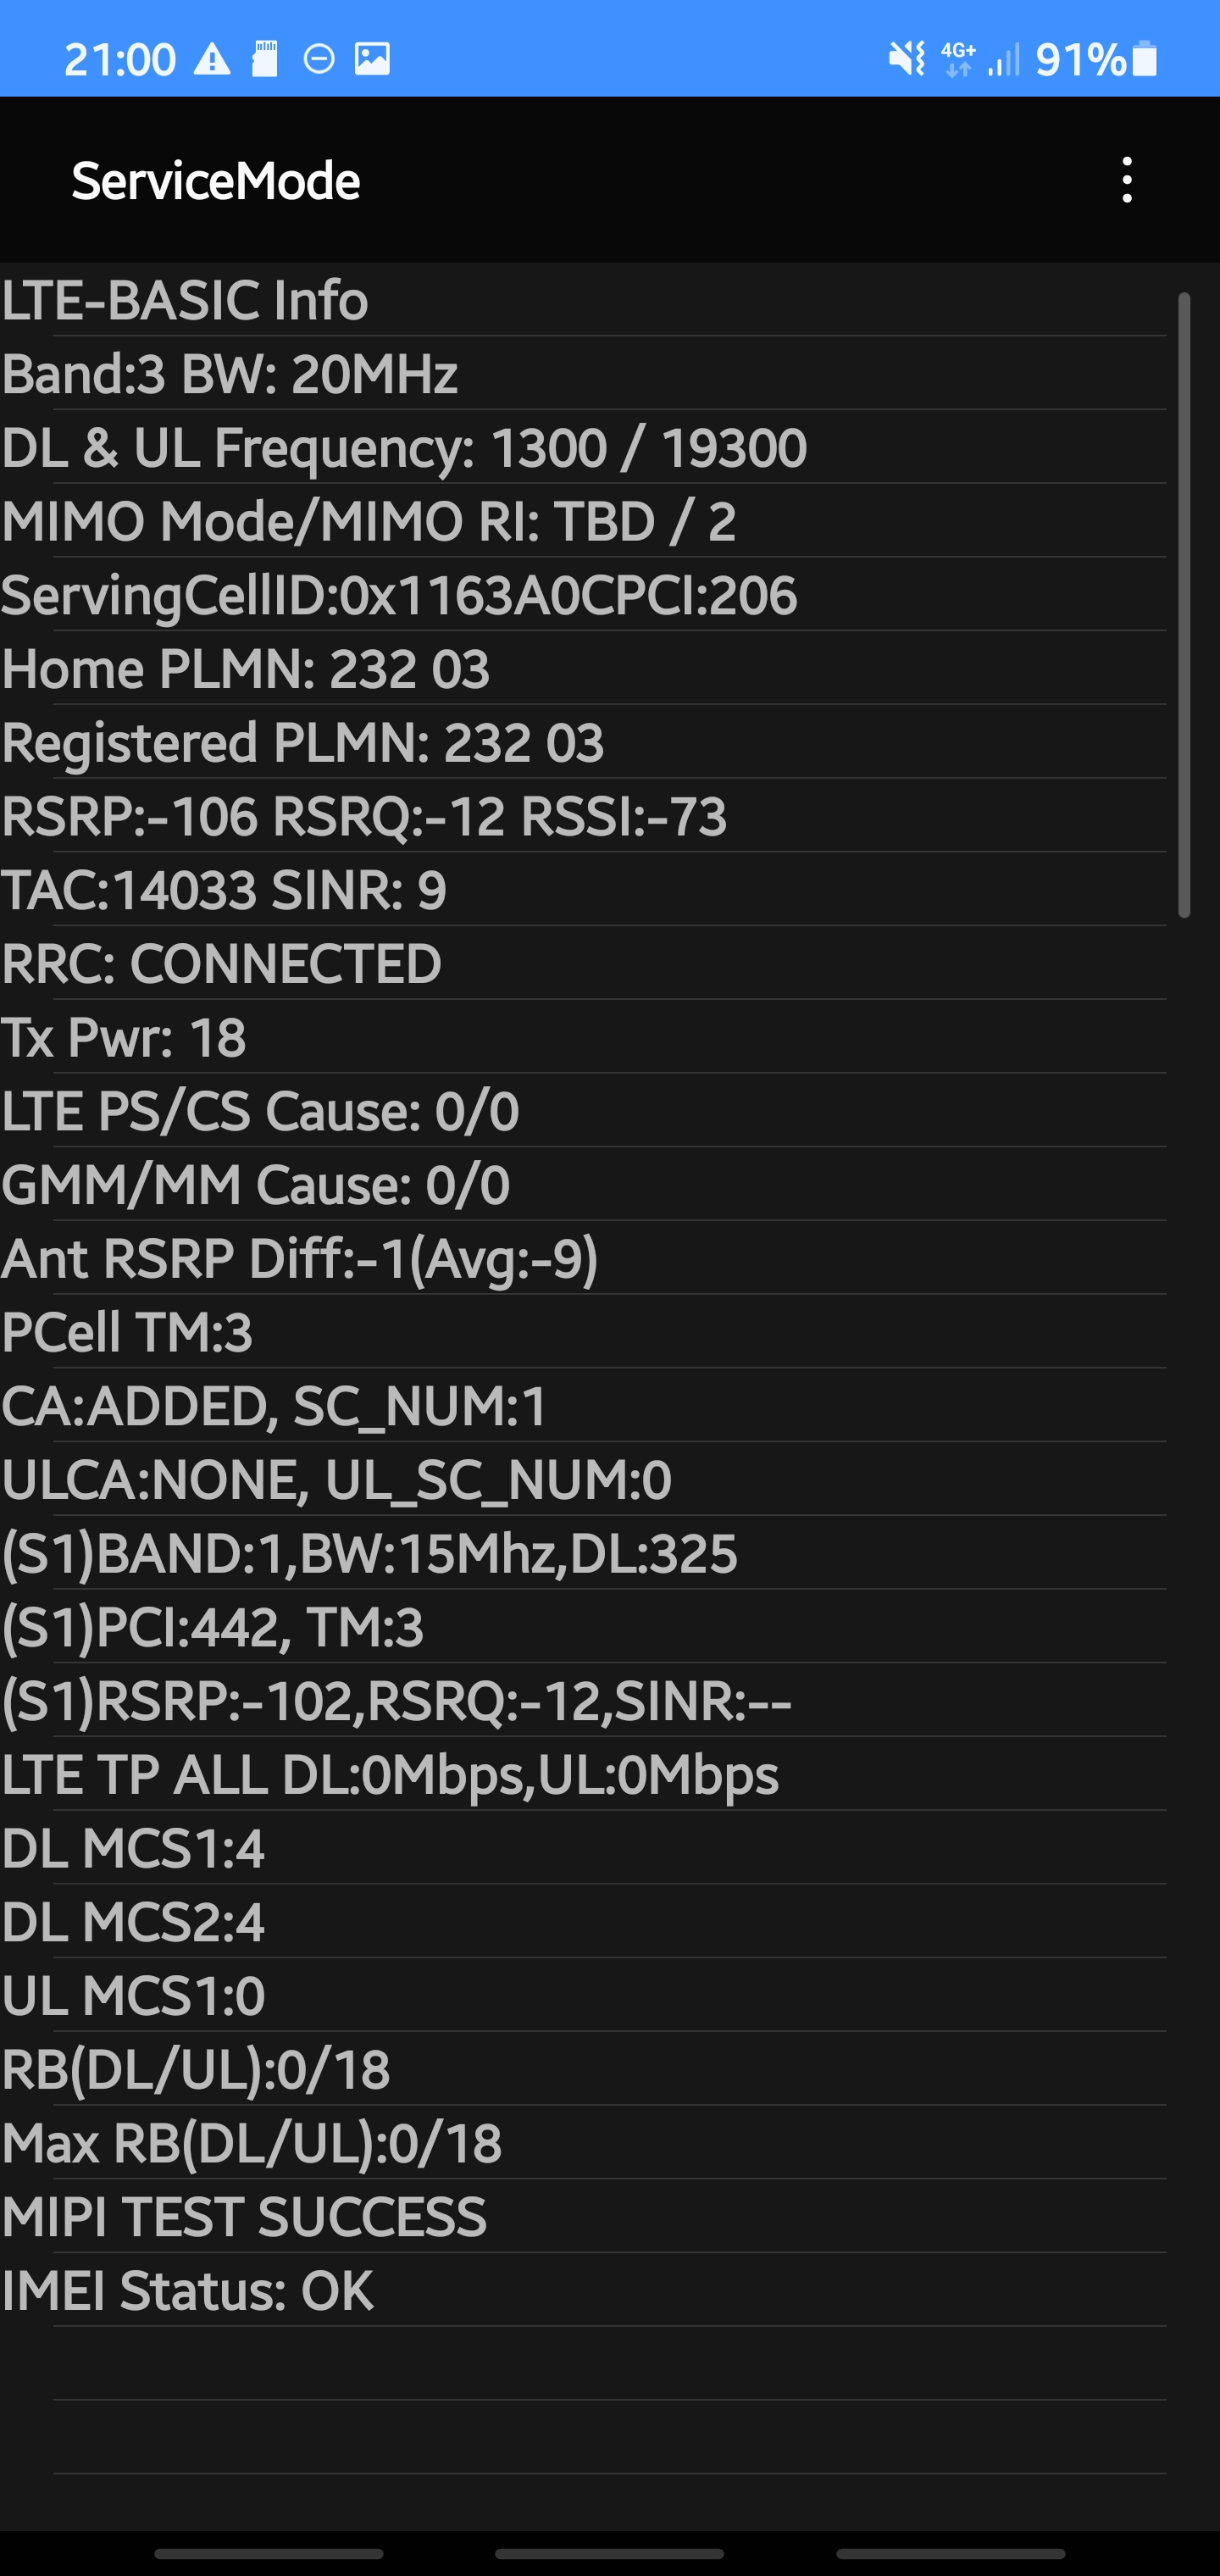 21:00 4G+ 91%
ServiceMode
LTE-BASIC Info
Band:3 BW: 20MHz
DL & UL Frequency: 1300 / 19300
MIMO Mode/MIMO RI: TBD / 2
ServingCellID:0x1163A0CPCI:206
Home PLMN: 232 03
Registered PLMN: 232 03
RSRP:-106 RSRQ:-12 RSSI:-73
TAC:14033 SINR: 9
RRC: CONNECTED
Tx Pwr: 18
LTE PS/CS Cause: 0/0
GMM/MM Cause: 0/0
Ant RSRP Diff:-1(Avg:-9)
PCell TM:3
CA:ADDED, SC_NUM:1
ULCA:NONE, UL_SC_NUM:0
(S1)BAND:1,BW:15Mhz,DL:325
(S1)PCI:442, TM:3
(S1)RSRP:-102,RSRQ:-12,SINR:--
LTE TP ALL DL:0Mbps,UL:0Mbps
DL MCS1:4
DL MCS2:4
UL MCS1:0
RB(DL/UL):0/18
Max RB(DL/UL):0/18
MIPI TEST SUCCESS
IMEI Status: OK